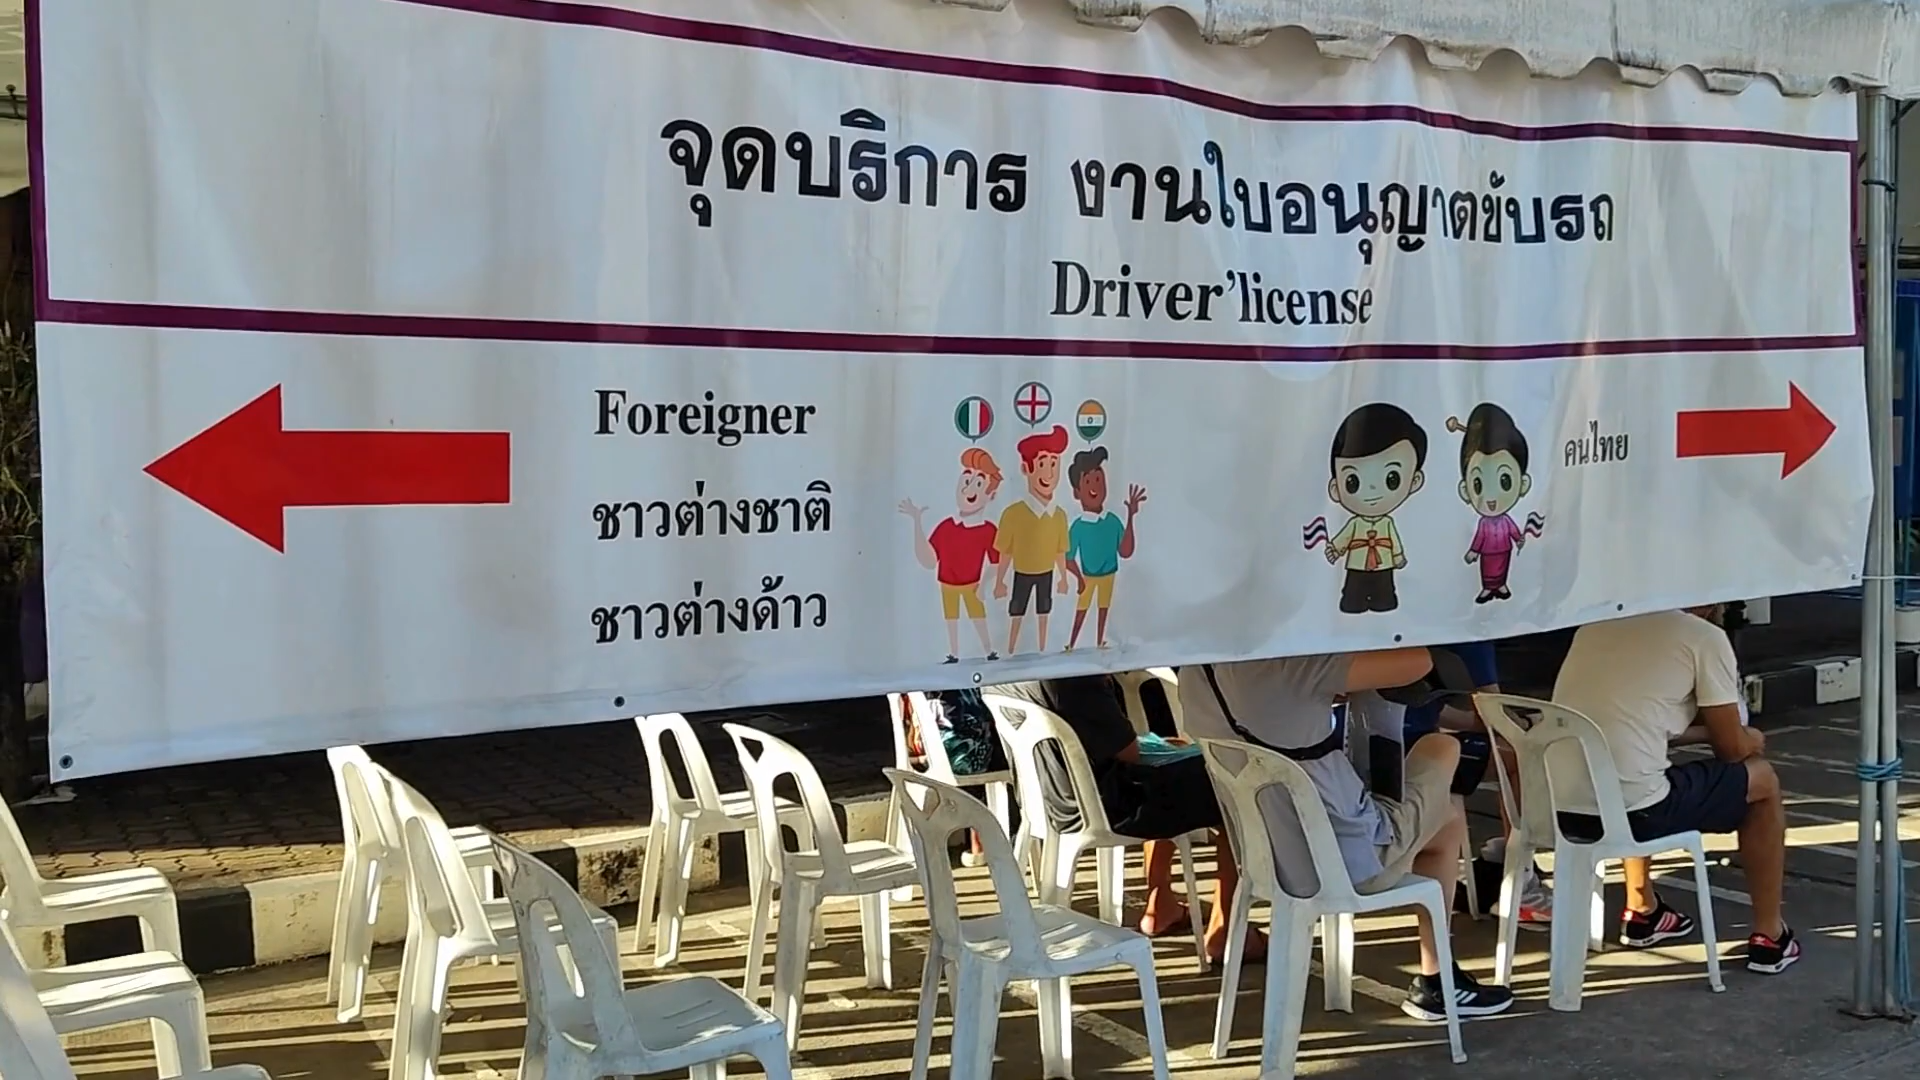 จุดบริการ งานใบอนุญาตขับรถ
Driver'license
Foreigner
ชาวต่างชาติ
ชาวต่างด้าว
คนไทย